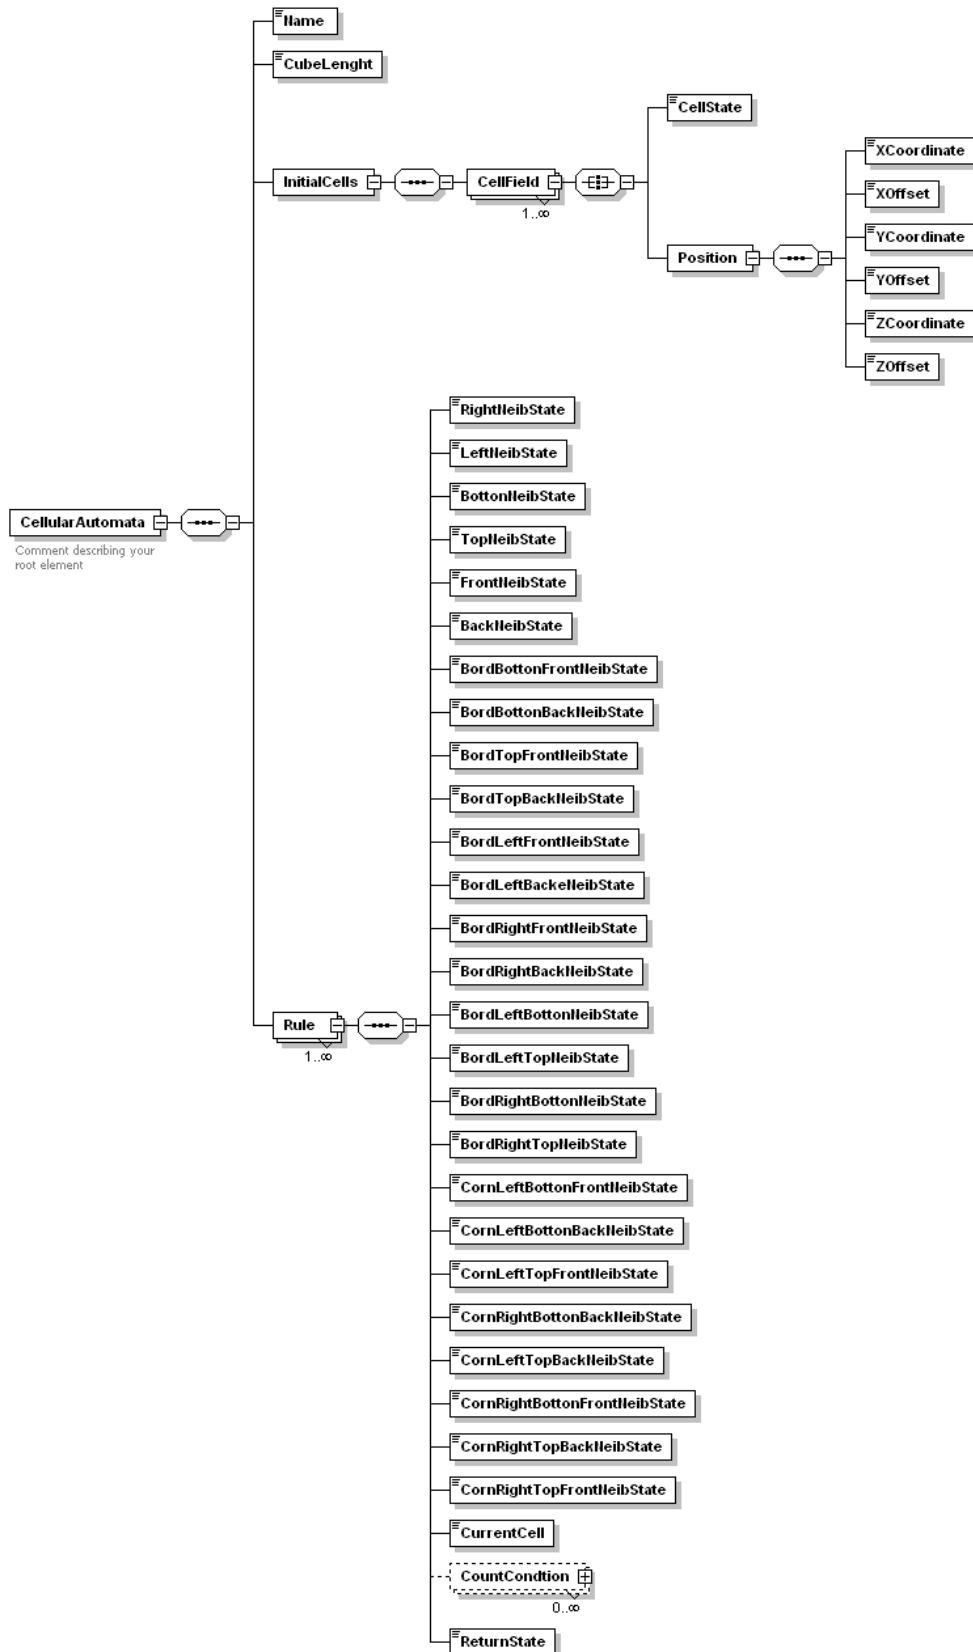 Name
CubeLenght
CellState
XCoordinate
XOffset
YCoordinate
InitialCells
CellField
1..∞
Position
YOffset
ZCoordinate
ZOffset
RightNeibState
LeftNeibState
BottonNeibState
CellularAutomata
Comment describing your
root element
TopNeibState
FrontNeibState
BackNeibState
BordBottonFrontNeibState
BordBottonBackNeibState
BordTopFrontNeibState
BordTopBackNeibState
BordLeftFrontNeibState
BordLeftBackeNeibState
BordRightFrontNeibState
BordRightBackNeibState
Rule
1..∞
BordLeftBottonNeibState
BordLeftTopNeibState
BordRightBottonNeibState
BordRightTopNeibState
CornLeftBottonFrontNeibState
CornLeftBottonBackNeibState
CornLeftTopFrontNeibState
CornRightBottonBackNeibState
CornLeftTopBackNeibState
CornRightBottonFrontNeibState
CornRightTopBackNeibState
CornRightTopFrontNeibState
CurrentCell
CountCondtion
0..∞
ReturnState